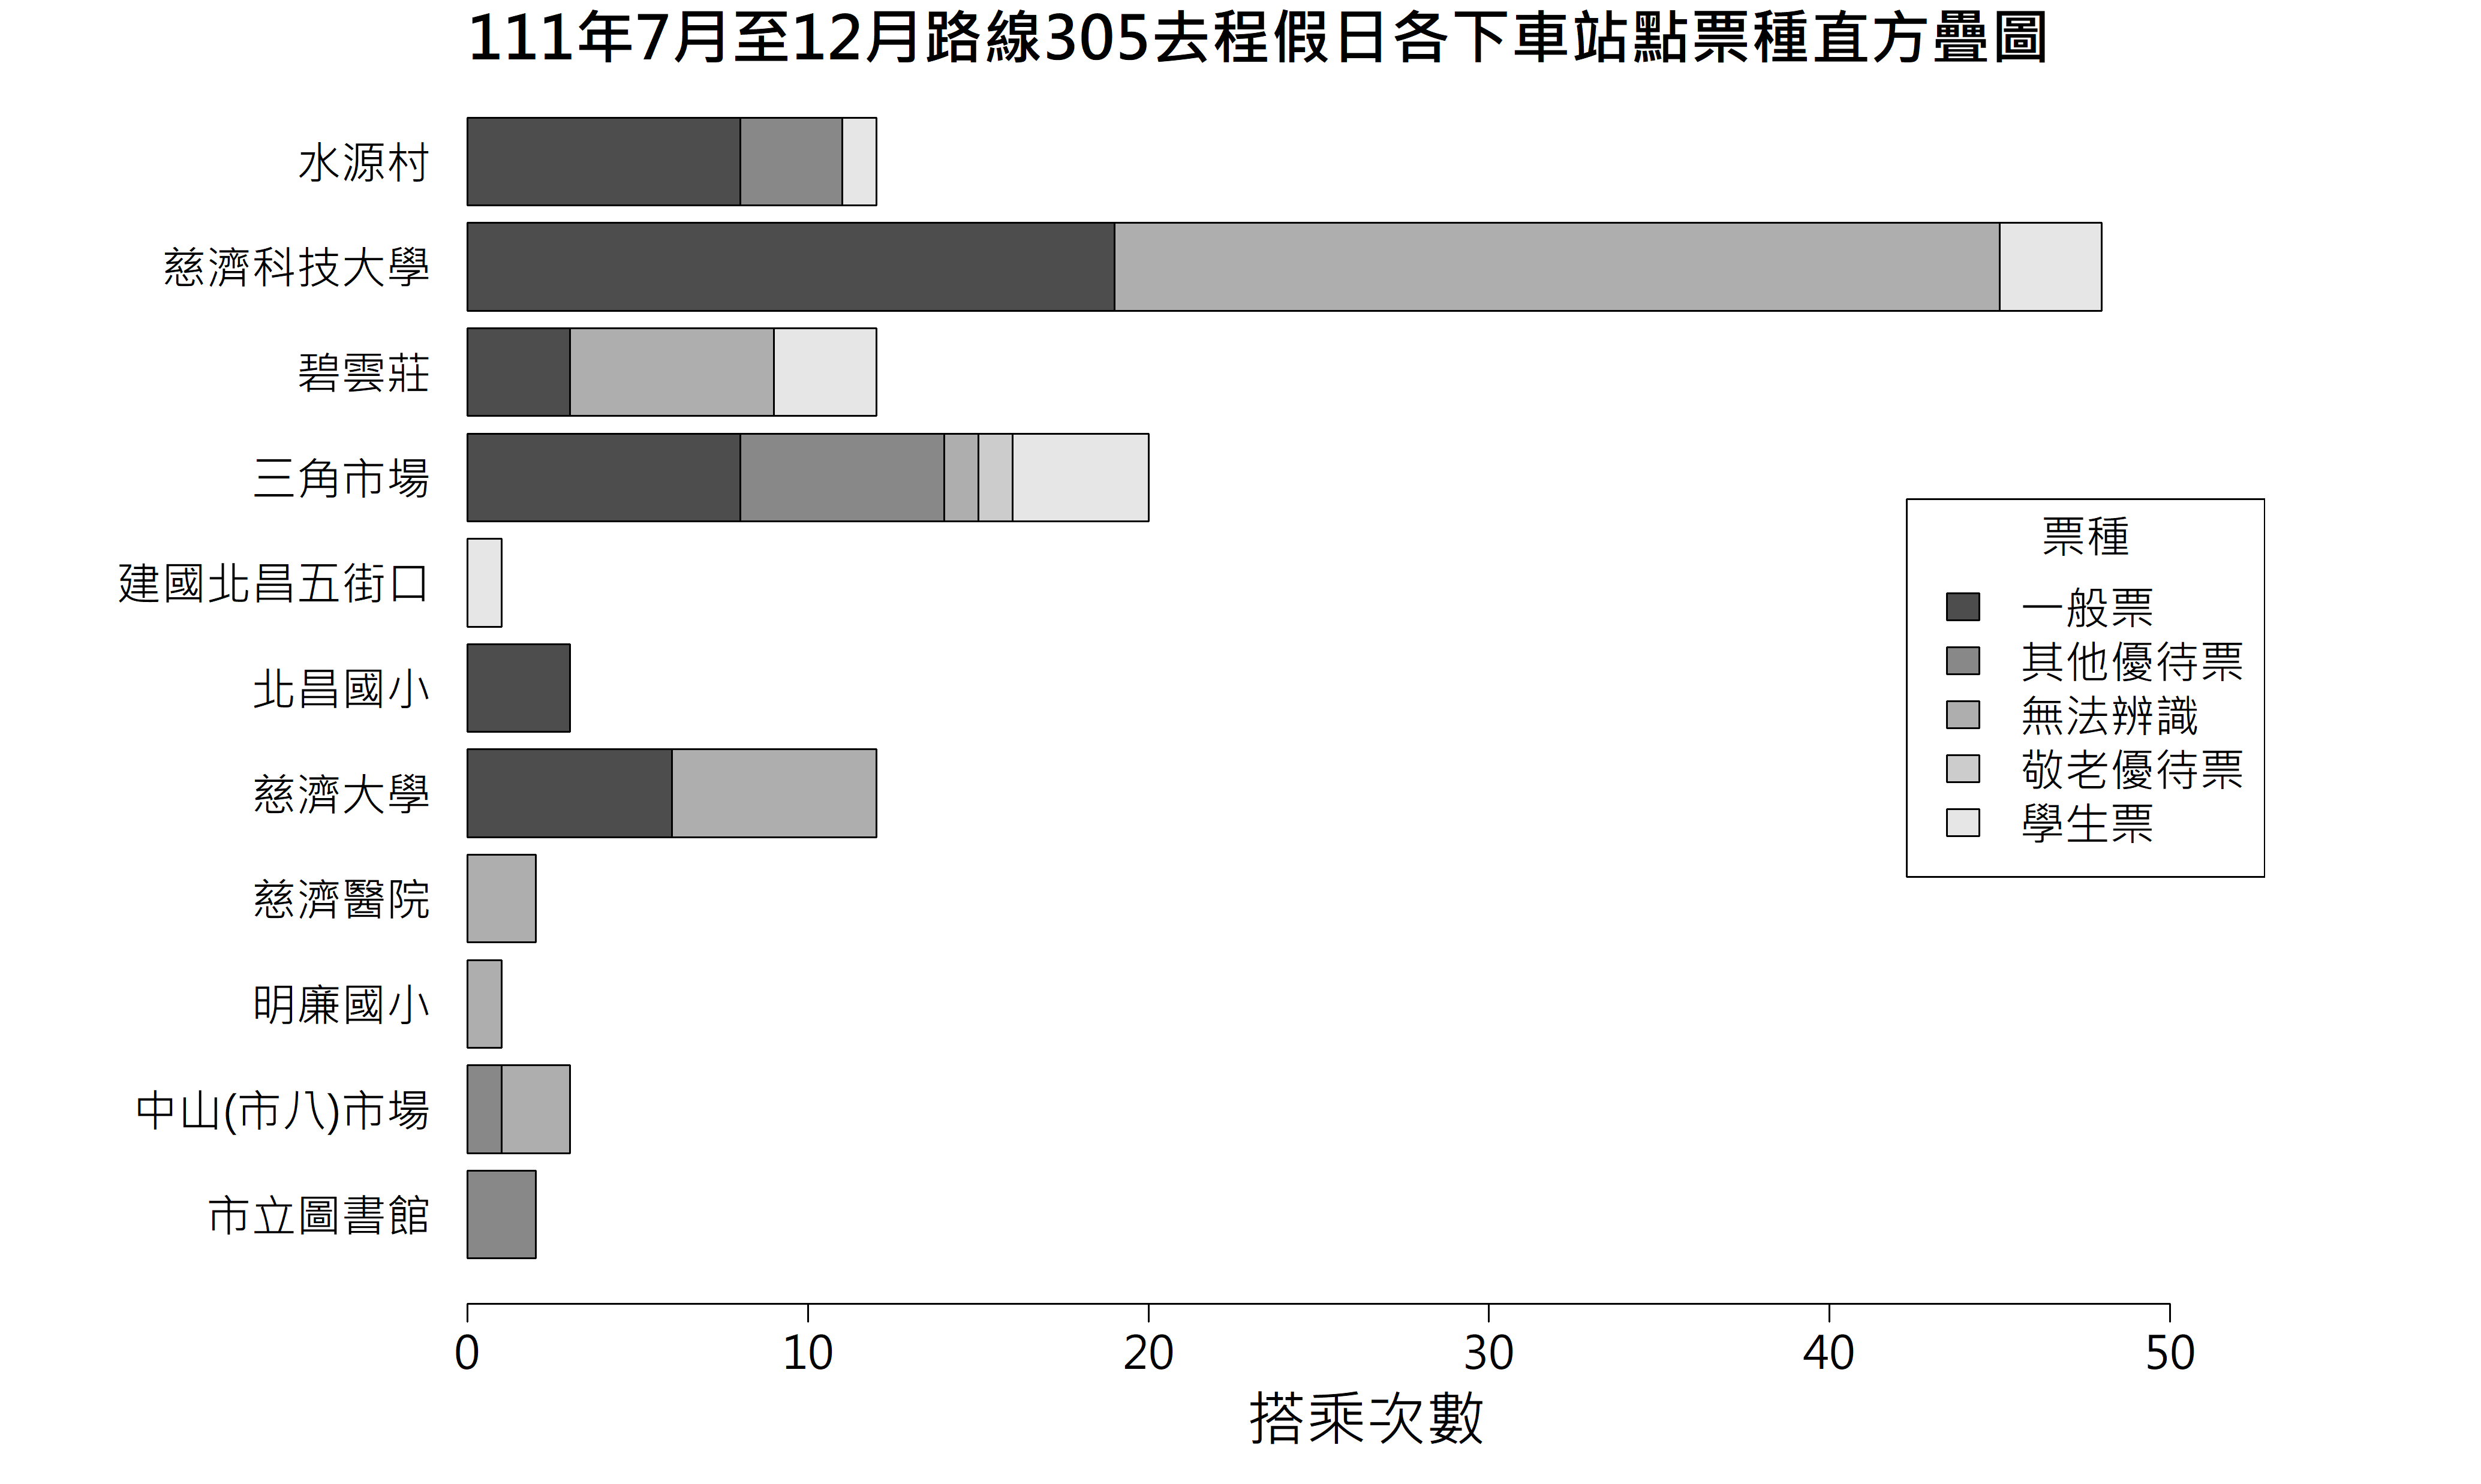 111年7月至12月路線305去程假日各下車站點票種直方疊圖
水源村
慈濟科技大學
碧雲莊
三角市場
建國北昌五街口
北昌國小
慈濟大學
慈濟醫院
明廉國小
中山(市八)市場
市立圖書館
票種
一般票
其他優待票
無法辨識
敬老優待票
學生票
0 10 20 30 40 50
搭乘次數